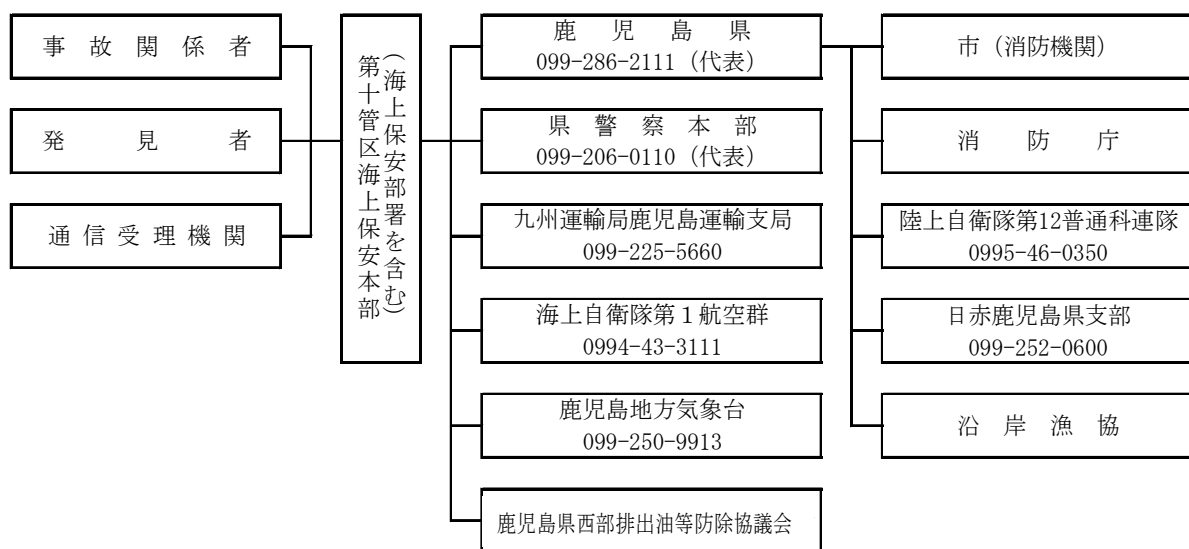 事故関係者
発見者
通信受理機関
第十管区海上保安本部
（海上保安部署を含む）
鹿児島県
099-286-2111（代表）
県警察本部
099-206-0110（代表）
九州運輸局鹿児島運輸支局
099-225-5660
海上自衛隊第１航空群
0994-43-3111
鹿児島地方気象台
099-250-9913
鹿児島県西部排出油等防除協議会
市（消防機関）
消防庁
陸上自衛隊第12普通科連隊
0995-46-0350
日赤鹿児島県支部
099-252-0600
沿岸漁協